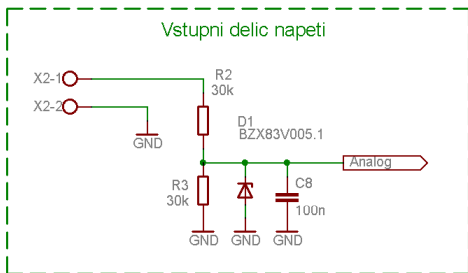 Vstupni delic napeti
X2-1
R2
30k
X2-2
GND
D1
BZX83V005.1
Analog
R3
30k
C8
100n
GND
GND
GND